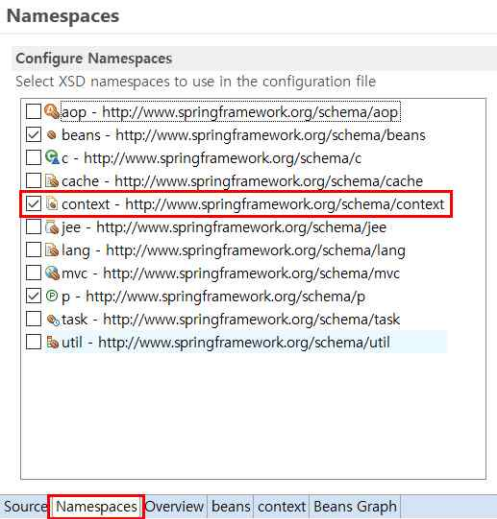 Namespaces
Configure Namespaces
Select XSD namespaces to use in the configuration file
aop - http://www.springframework.org/schema/aop
beans - http://www.springframework.org/schema/beans
c - http://www.springframework.org/schema/c
cache - http://www.springframework.org/schema/cache
context - http://www.springframework.org/schema/context
jee - http://www.springframework.org/schema/jee
lang - http://www.springframework.org/schema/lang
mvc - http://www.springframework.org/schema/mvc
p - http://www.springframework.org/schema/p
task - http://www.springframework.org/schema/task
util - http://www.springframework.org/schema/util
Source Namespaces Overview beans context Beans Graph